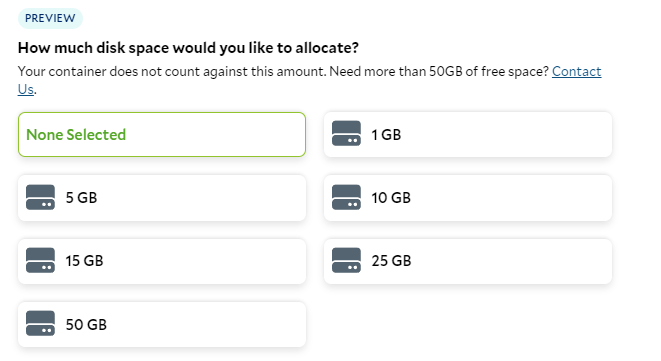 PREVIEW
How much disk space would you like to allocate?
Your container does not count against this amount. Need more than 50GB of free space? Contact
Us.
None Selected
1 GB
5 GB
10 GB
15 GB
25 GB
50 GB